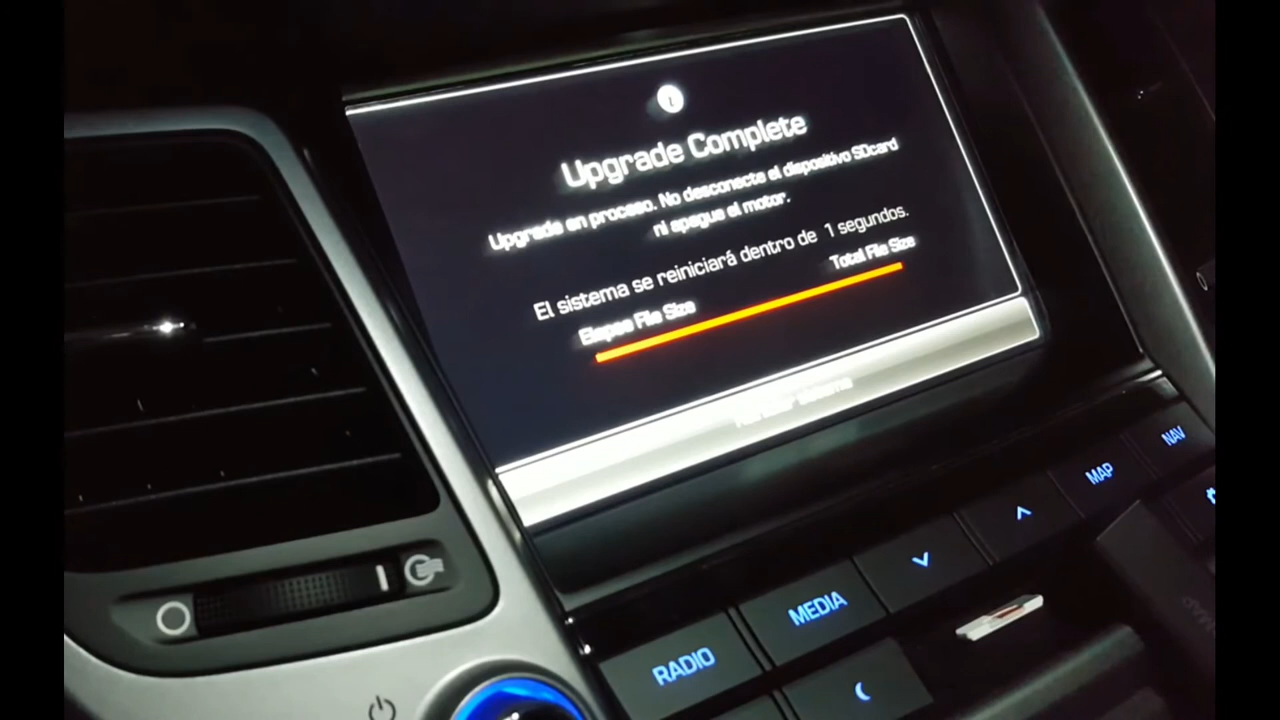 Upgrade Complete
Upgrade en proceso. No desconecte el dispositivo SDcard
ni apague el motor.
El sistema se reiniciará dentro de 1 segundos.
Total File Size
Elapse File Size
NAV
MAP
MEDIA
RADIO